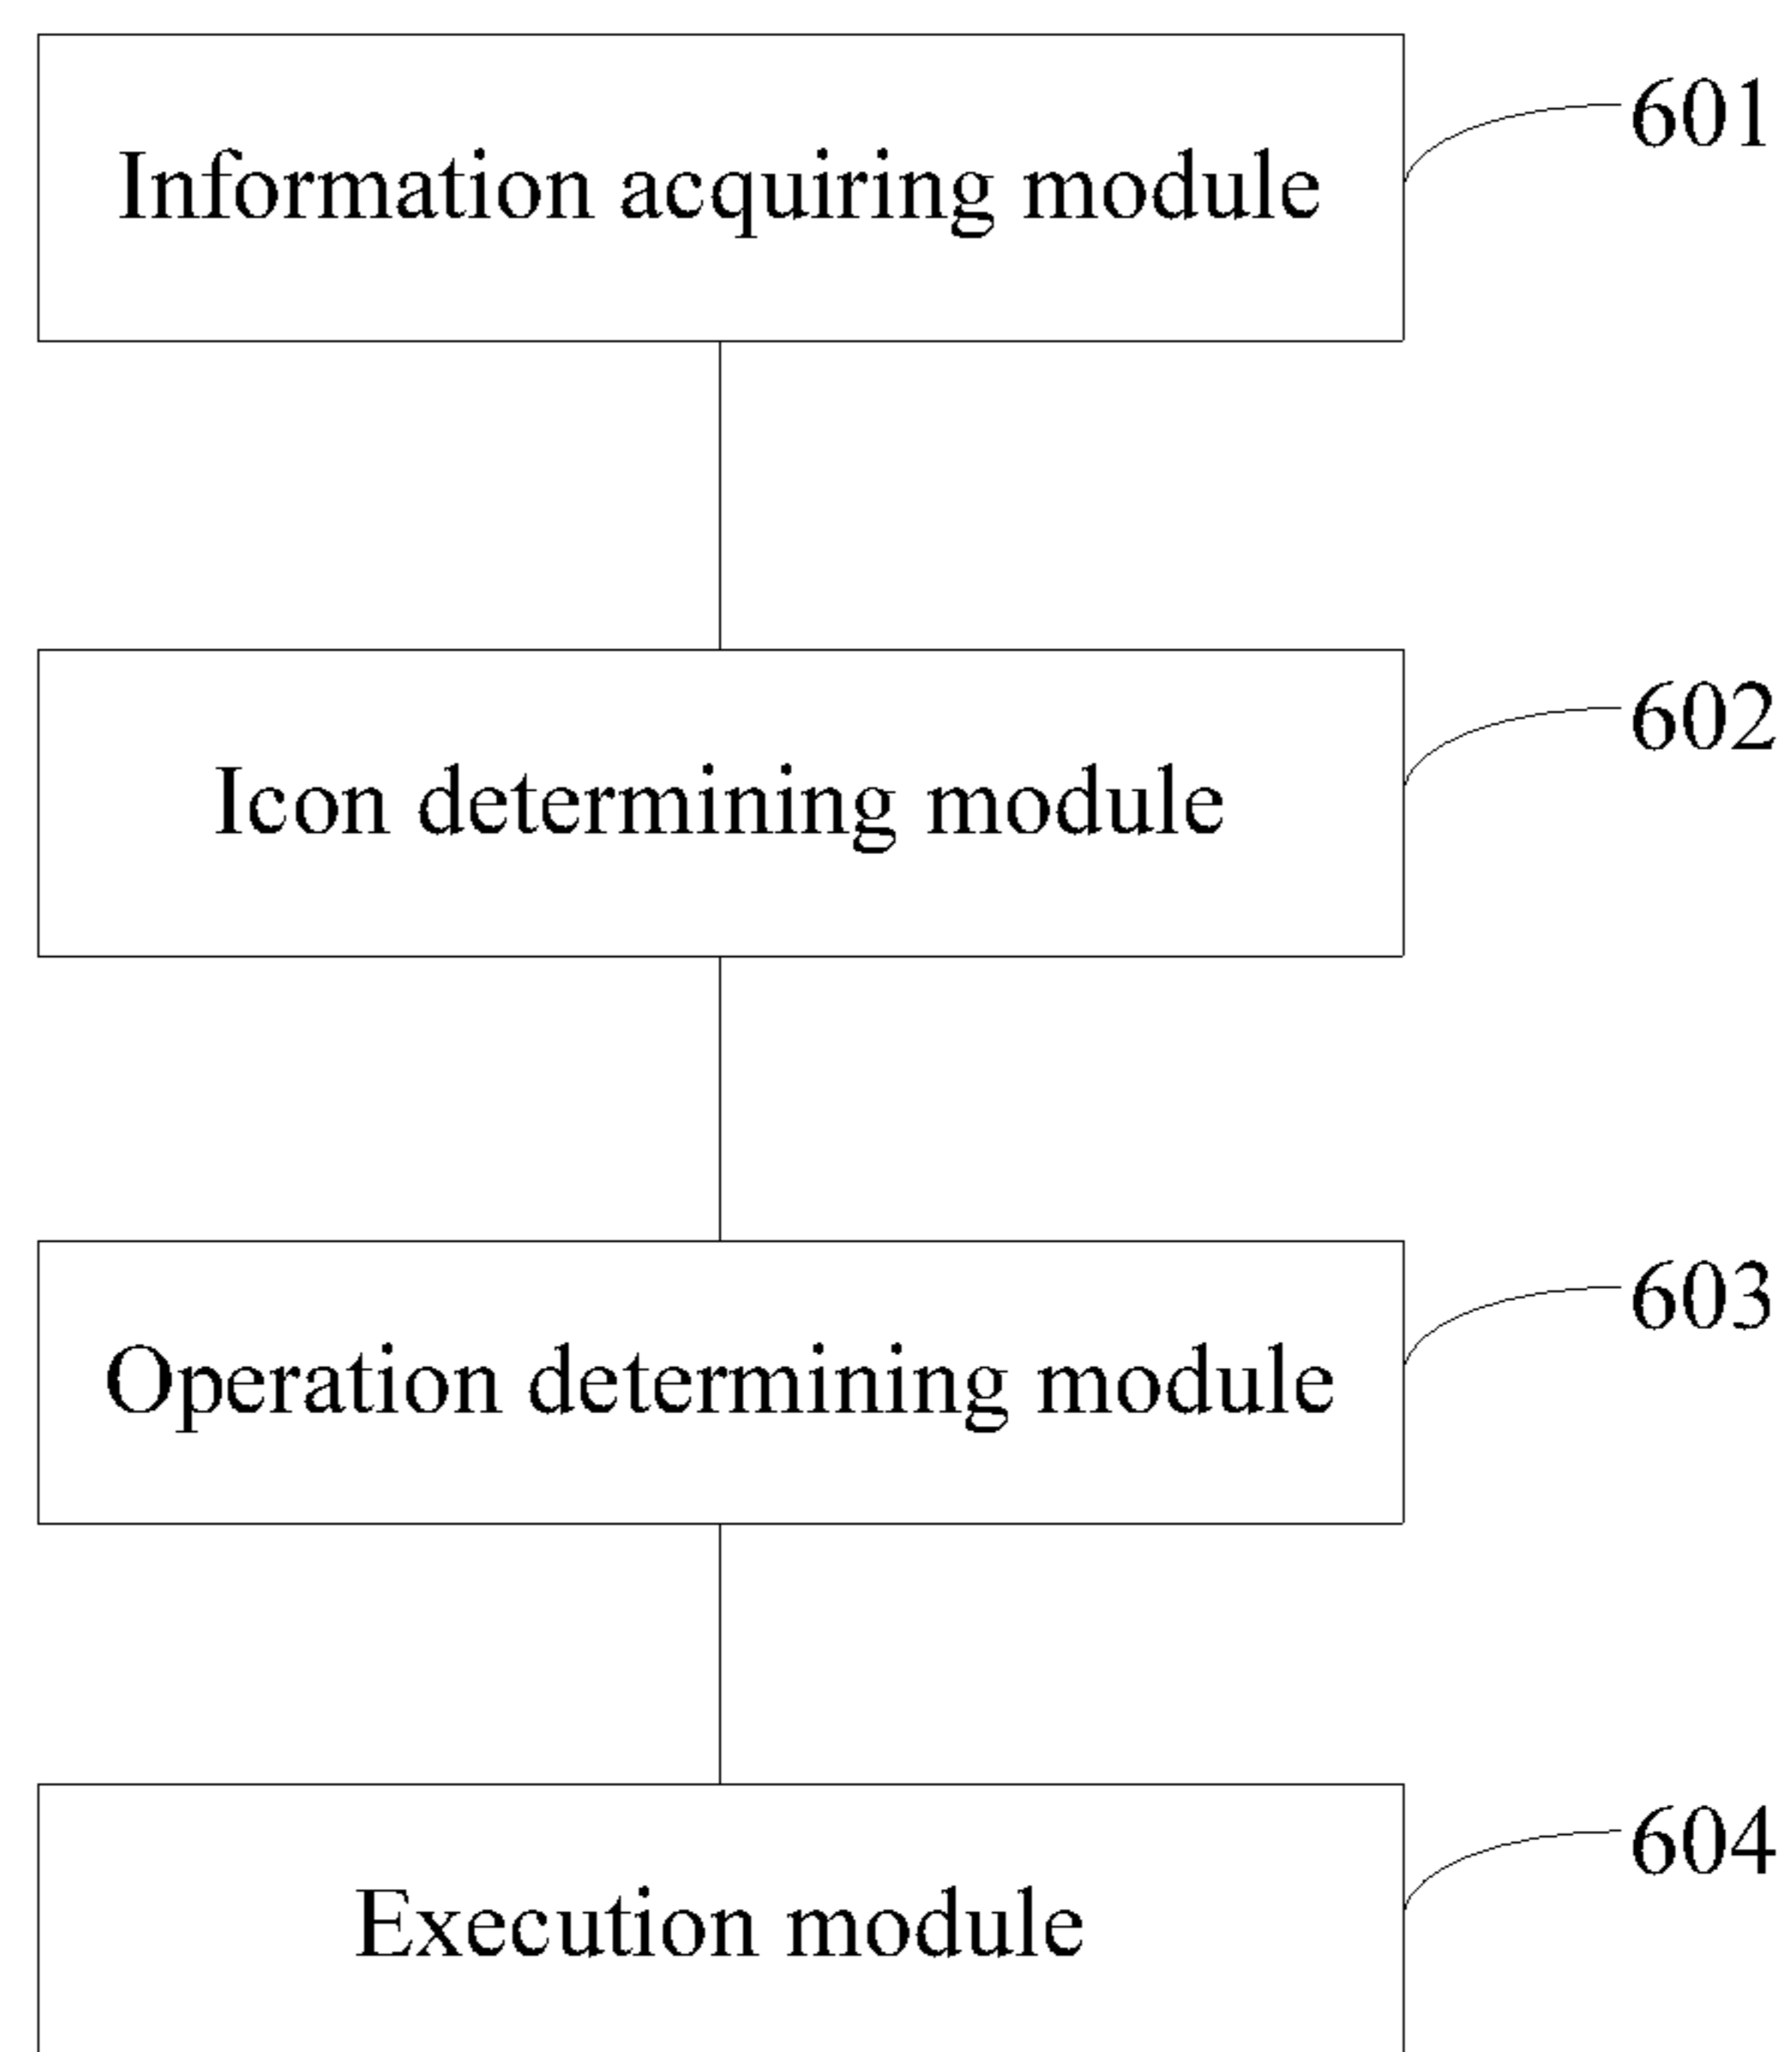 Information acquiring module
601
Icon determining module
602
Operation determining module
603
Execution module
604